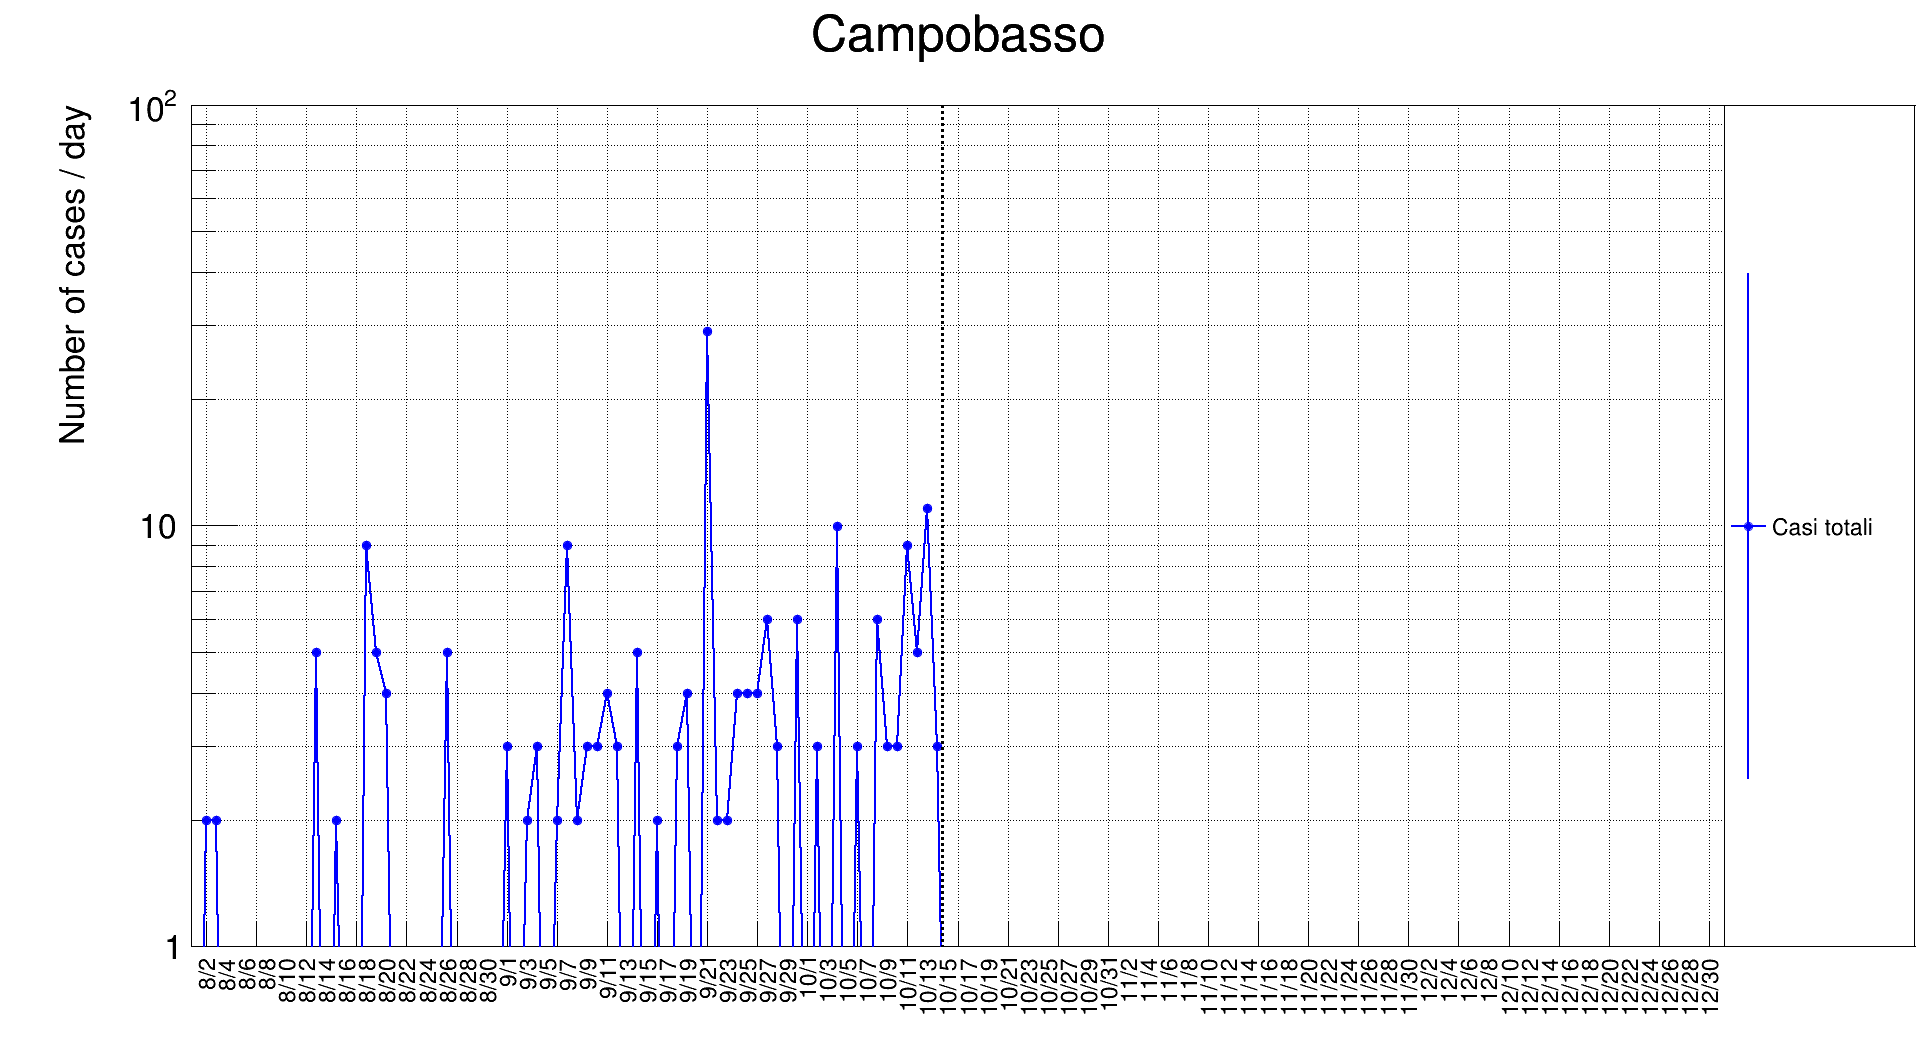 Campobasso
Number of cases / day
10²
10
1
8/2 8/4 8/6 8/8 8/10 8/12 8/14 8/16 8/18 8/20 8/22 8/24 8/26 8/28 8/30 9/1 9/3 9/5 9/7 9/9 9/11 9/13 9/15 9/17 9/19 9/21 9/23 9/25 9/27 9/29 10/1 10/3 10/5 10/7 10/9 10/11 10/13 10/15 10/17 10/19 10/21 10/23 10/25 10/27 10/29 10/31 11/2 11/4 11/6 11/8 11/10 11/12 11/14 11/16 11/18 11/20 11/22 11/24 11/26 11/28 11/30 12/2 12/4 12/6 12/8 12/10 12/12 12/14 12/16 12/18 12/20 12/22 12/24 12/26 12/28 12/30
Casi totali